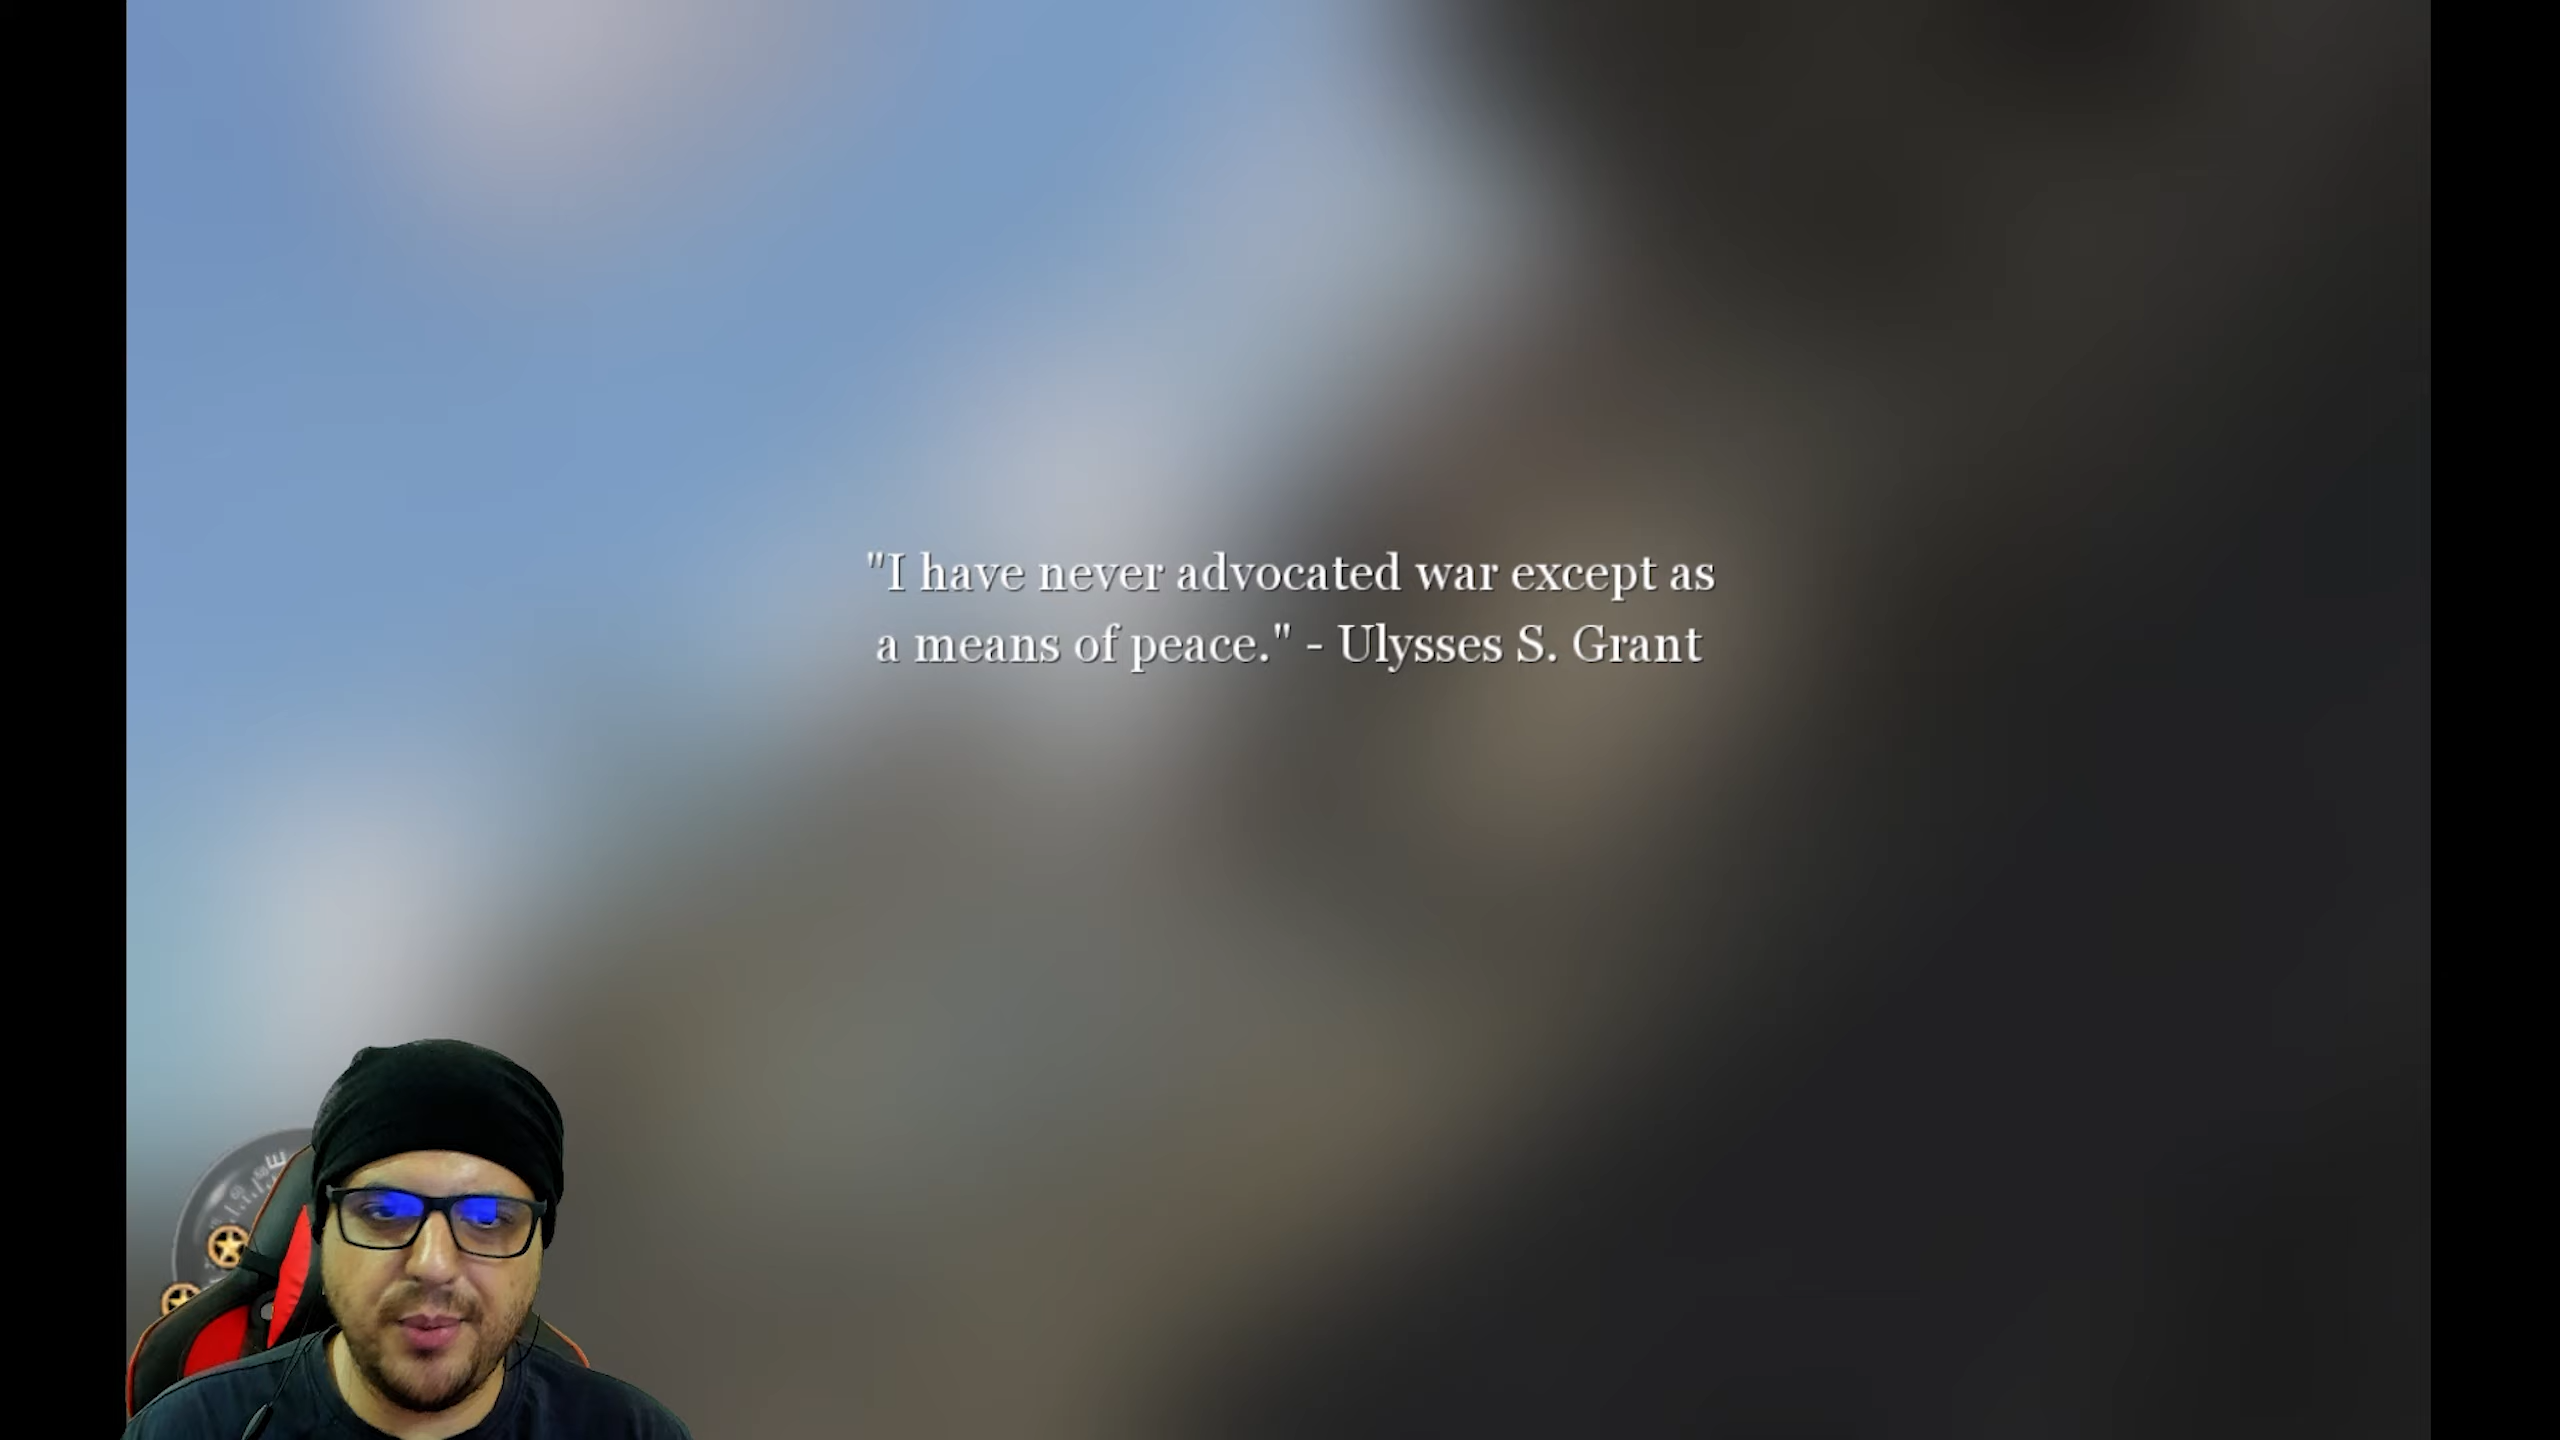 "I have never advocated war except as
a means of peace." - Ulysses S. Grant